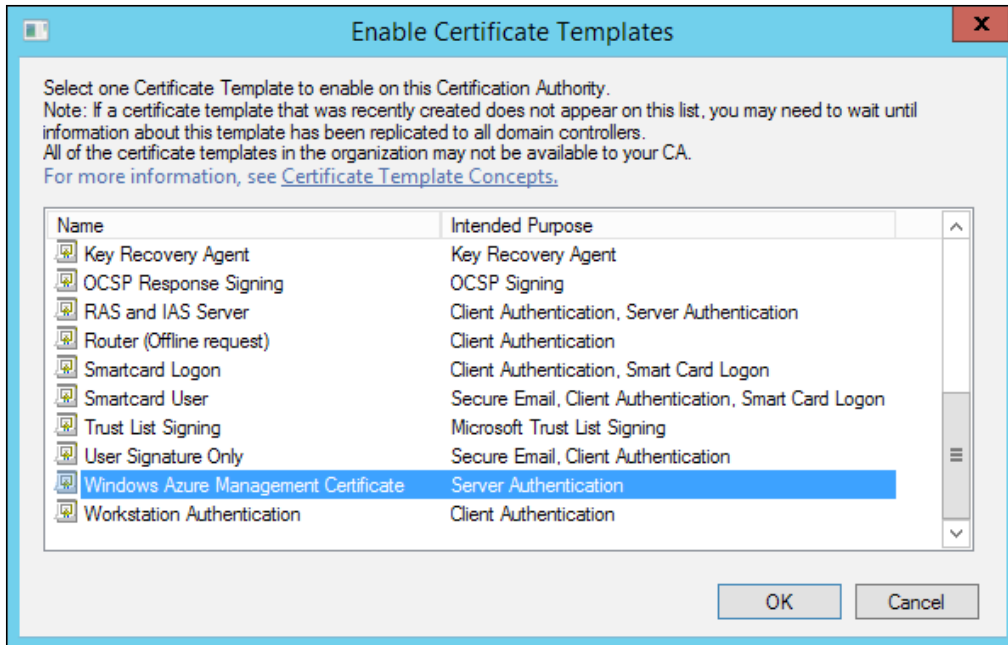 Enable Certificate Templates
x
Select one Certificate Template to enable on this Certification Authority.
Note: If a certificate template that was recently created does not appear on this list, you may need to wait until
information about this template has been replicated to all domain controllers.
All of the certificate templates in the organization may not be available to your CA.
For more information, see Certificate Template Concepts.
Name Intended Purpose
Key Recovery Agent Key Recovery Agent
OCSP Response Signing OCSP Signing
RAS and IAS Server Client Authentication, Server Authentication
Router (Offline request) Client Authentication
Smartcard Logon Client Authentication, Smart Card Logon
Smartcard User Secure Email, Client Authentication, Smart Card Logon
Trust List Signing Microsoft Trust List Signing
User Signature Only Secure Email, Client Authentication
Windows Azure Management Certificate Server Authentication
Workstation Authentication Client Authentication
OK Cancel